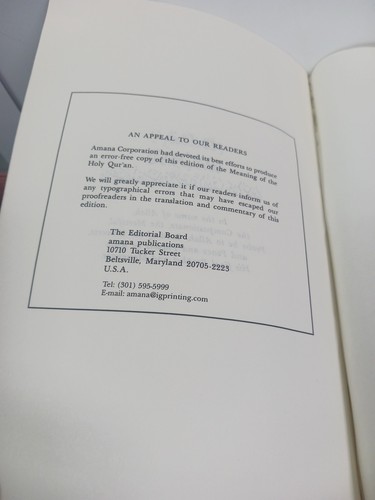 AN APPEAL TO OUR READERS
Amana Corporation had devoted its best efforts to produce
an error-free copy of this edition of the Meaning of the
Holy Qur'an.
We will greatly appreciate it if our readers inform us of
any typographical errors that may have escaped our
proofreaders in the translation and commentary of this
edition.
The Editorial Board
amana publications
10710 Tucker Street
Beltsville, Maryland 20705-2223
U.S.A.
Tel: (301) 595-5999
E-mail: amana@igprinting.com